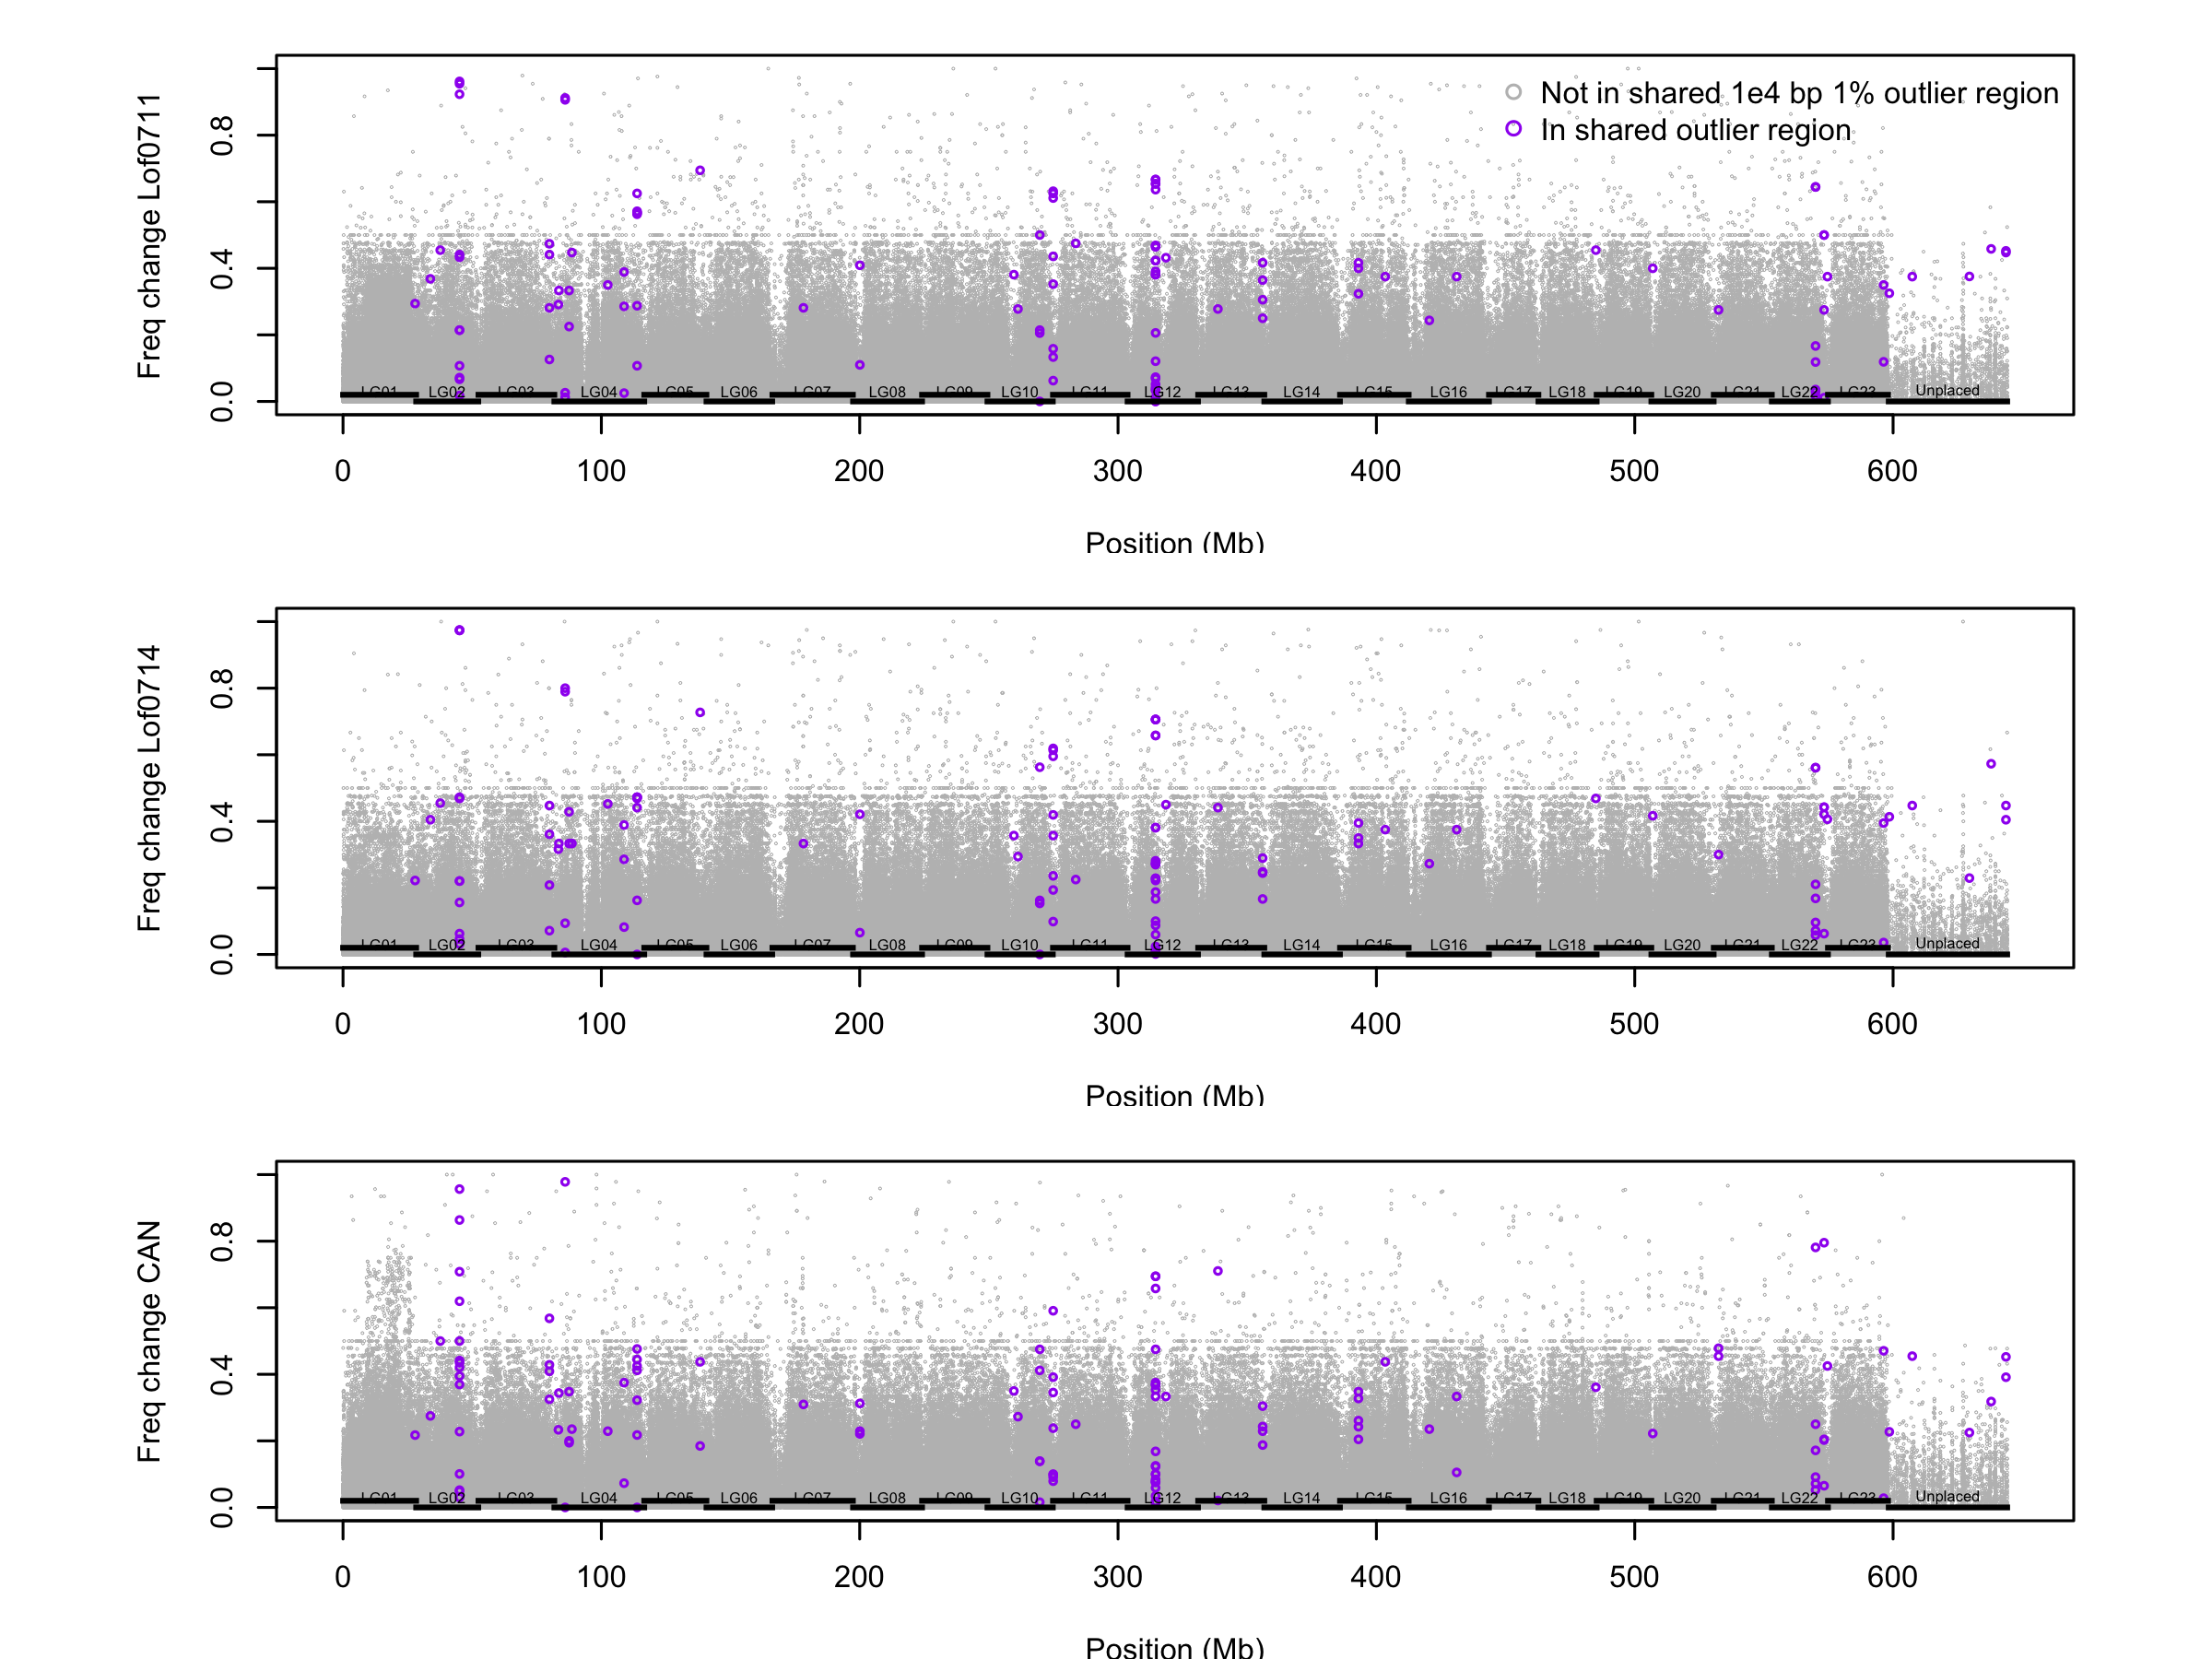 Freq change Lof0711
0.0 0.4 0.8
Not in shared 1e4 bp 1% outlier region
In shared outlier region
LG01 LG02 LG03 LG04 LG05 LG06 LG07 LG08 LG09 LG10 LG11 LG12 LG13 LG14 LG15 LG16 LG17 LG18 LG19 LG20 LG21 LG22 LG23 Unplaced
0 100 200 300 400 500 600
Position (Mb)
Freq change Lof0714
0.0 0.4 0.8
LG01 LG02 LG03 LG04 LG05 LG06 LG07 LG08 LG09 LG10 LG11 LG12 LG13 LG14 LG15 LG16 LG17 LG18 LG19 LG20 LG21 LG22 LG23 Unplaced
0 100 200 300 400 500 600
Position (Mb)
Freq change CAN
0.0 0.4 0.8
LG01 LG02 LG03 LG04 LG05 LG06 LG07 LG08 LG09 LG10 LG11 LG12 LG13 LG14 LG15 LG16 LG17 LG18 LG19 LG20 LG21 LG22 LG23 Unplaced
0 100 200 300 400 500 600
Position (Mb)